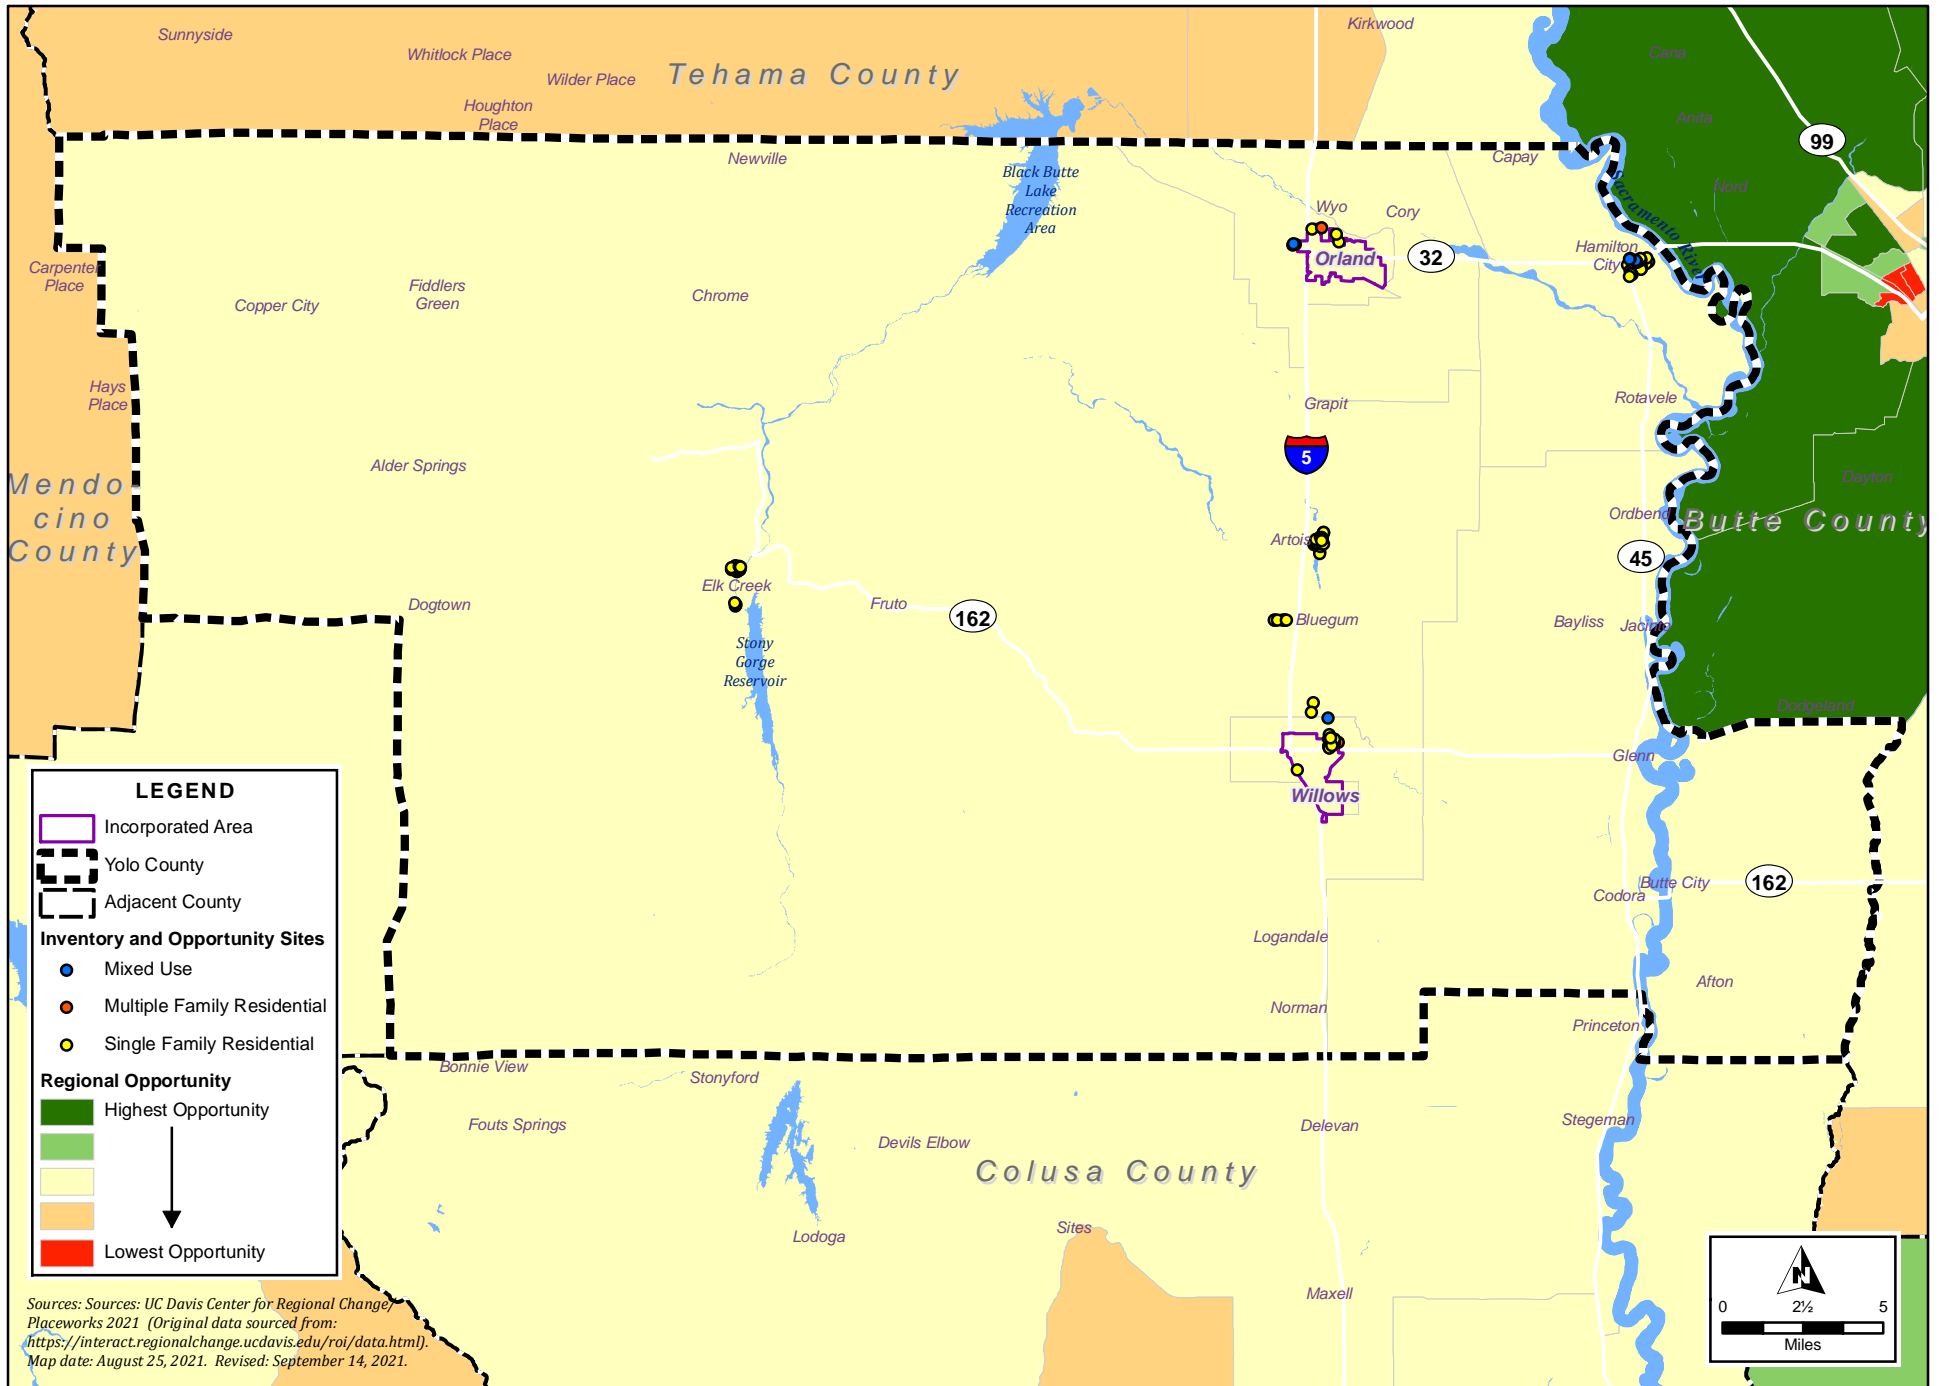 Sunnyside
Whitlock Place
Wilder Place
Houghton
Place
Tehama County
Kirkwood
Cana
Anita
99
Nord
Newville
Capay
Black Butte
Lake
Recreation
Area
Sacramento River
Wyo
Cory
Orland
32
Hamilton
City
Carpenter
Place
Copper City
Fiddlers
Green
Chrome
Hays
Place
Grapit
Rotavele
5
Alder Springs
Mendo-
cino
County
Dayton
Ordbend
Butte County
Artois
45
Elk Creek
Dogtown
Fruto
162
Bluegum
Bayliss
Jacinto
Stony
Gorge
Reservoir
Dodgeland
Glenn
Willows
Butte City
162
Codora
Logandale
Afton
Norman
Princeton
Bonnie View
Stonyford
Fouts Springs
Devils Elbow
Delevan
Stegeman
Colusa County
Sites
Lodoga
Maxell
LEGEND
Incorporated Area
Yolo County
Adjacent County
Inventory and Opportunity Sites
Mixed Use
Multiple Family Residential
Single Family Residential
Regional Opportunity
Highest Opportunity
Lowest Opportunity
Sources: Sources: UC Davis Center for Regional Change/
Placeworks 2021 (Original data sourced from:
https://interact.regionalchange.ucdavis.edu/roi/data.html).
Map date: August 25, 2021. Revised: September 14, 2021.
N
0 2½ 5
Miles